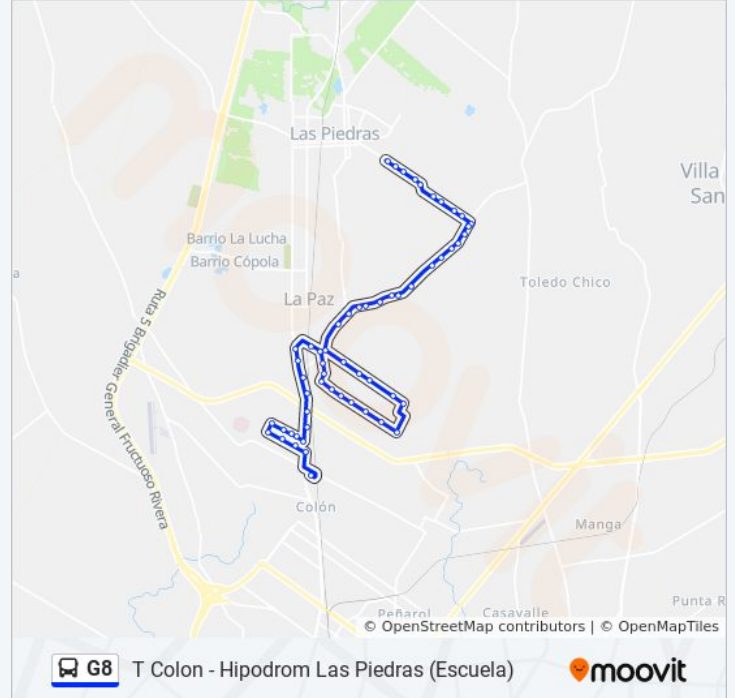 Las Piedras
Villa
San
Barrio La Lucha
Barrio Cópola
Toledo Chico
a
La Paz
Ruta 5 Brigadier General Fructuoso Rivera
Colón
Manga
Peñarol
Casavalle
Punta R
© OpenStreetMap contributors | © OpenMapTiles
G8 T Colon - Hipodrom Las Piedras (Escuela) moovit